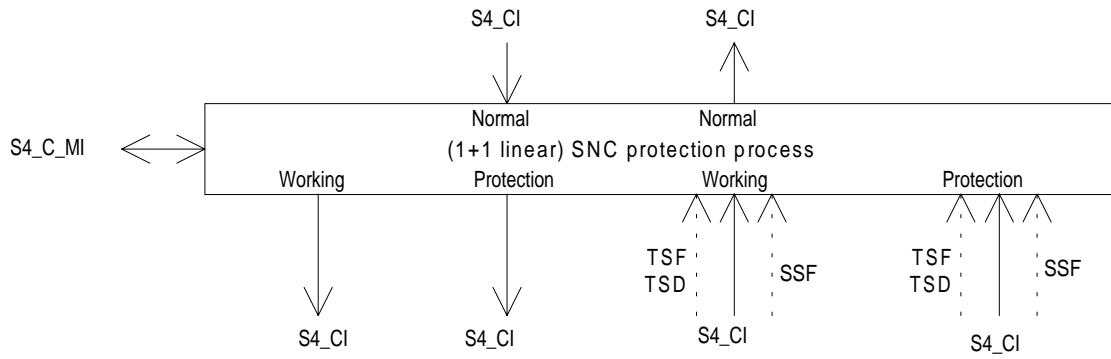 S4_CI
S4_CI
Normal
Normal
S4_C_MI
(1+1 linear) SNC protection process
Working
Protection
Working
Protection
TSF
TSD
SSF
TSF
TSD
SSF
S4_CI
S4_CI
S4_CI
S4_CI